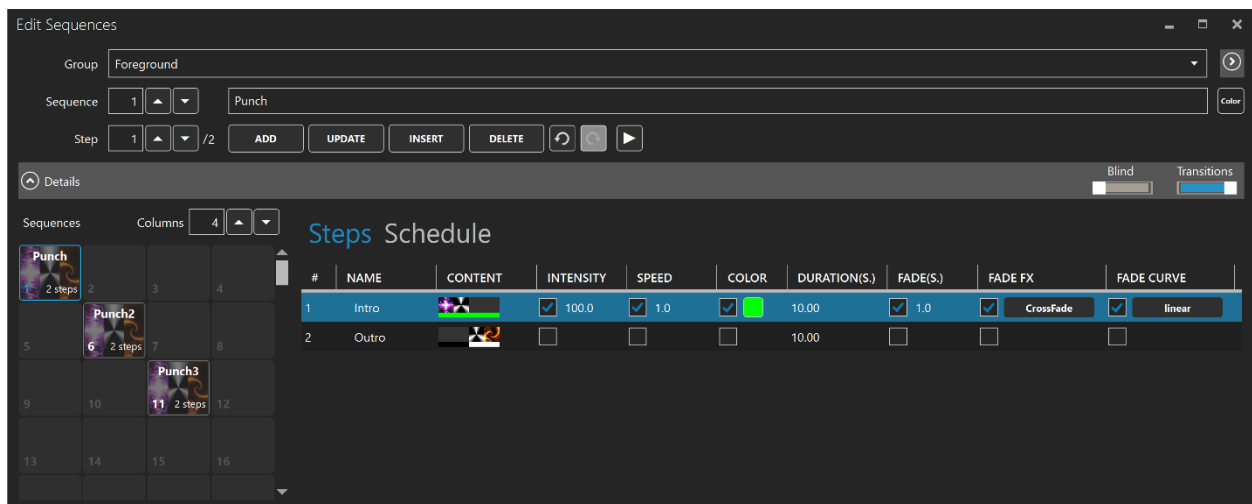 Edit Sequences
Group Foreground
Sequence 1 Punch Color
Step 1 /2 ADD UPDATE INSERT DELETE
Details Blind Transitions
Sequences Columns 4
Steps Schedule
Punch
1 2 steps 2 3 4
# NAME CONTENT INTENSITY SPEED COLOR DURATION(S.) FADE(S.) FADE FX FADE CURVE
1 Intro 100.0 1.0 10.00 1.0 CrossFade linear
2 Outro 10.00
Punch2
5 6 2 steps 7 8
Punch3
9 10 11 2 steps 12
13 14 15 16